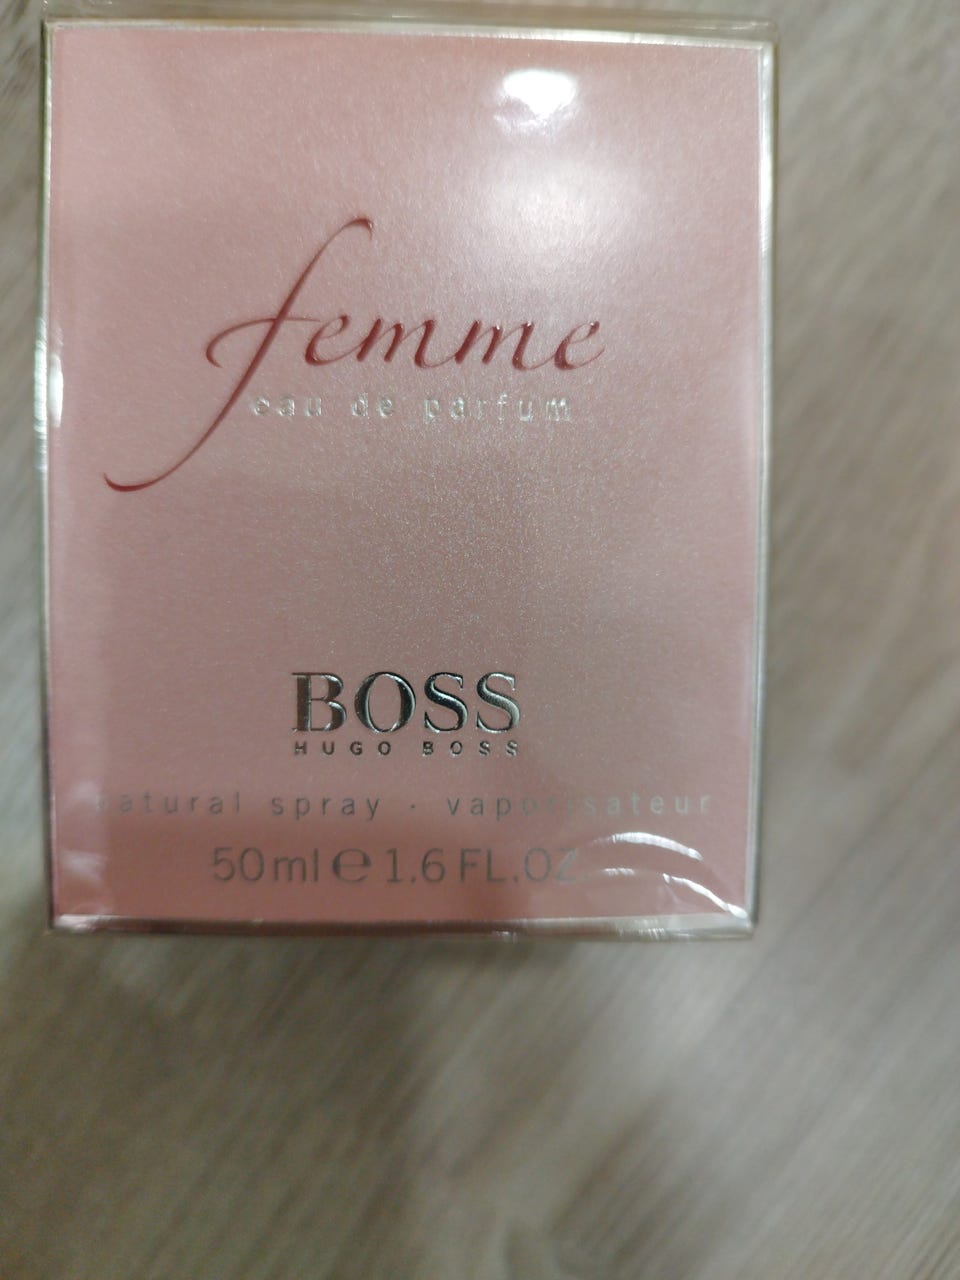 femme
eau de parfum
BOSS
HUGO BOSS
natural spray · vaporisateur
50ml ℮ 1.6 FL.OZ.